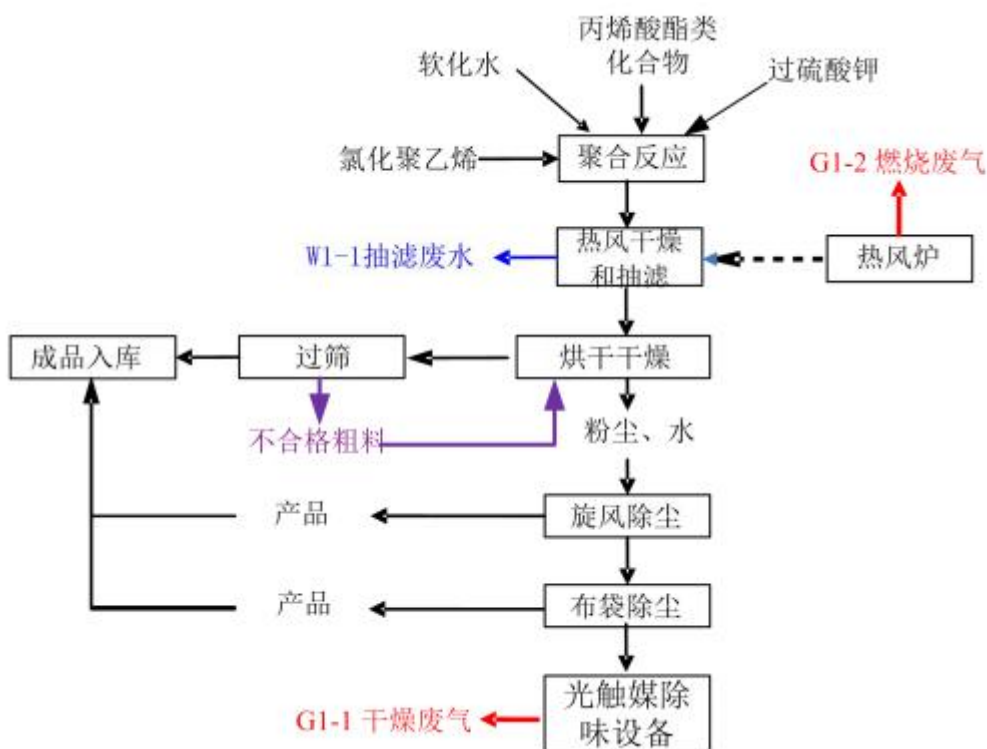 丙烯酸酯类
化合物
软化水
过硫酸钾
氯化聚乙烯
聚合反应
G1-2 燃烧废气
W1-1抽滤废水
热风干燥
和抽滤
热风炉
成品入库
过筛
烘干干燥
不合格粗料
粉尘、水
产品
旋风除尘
产品
布袋除尘
G1-1 干燥废气
光触媒除
味设备